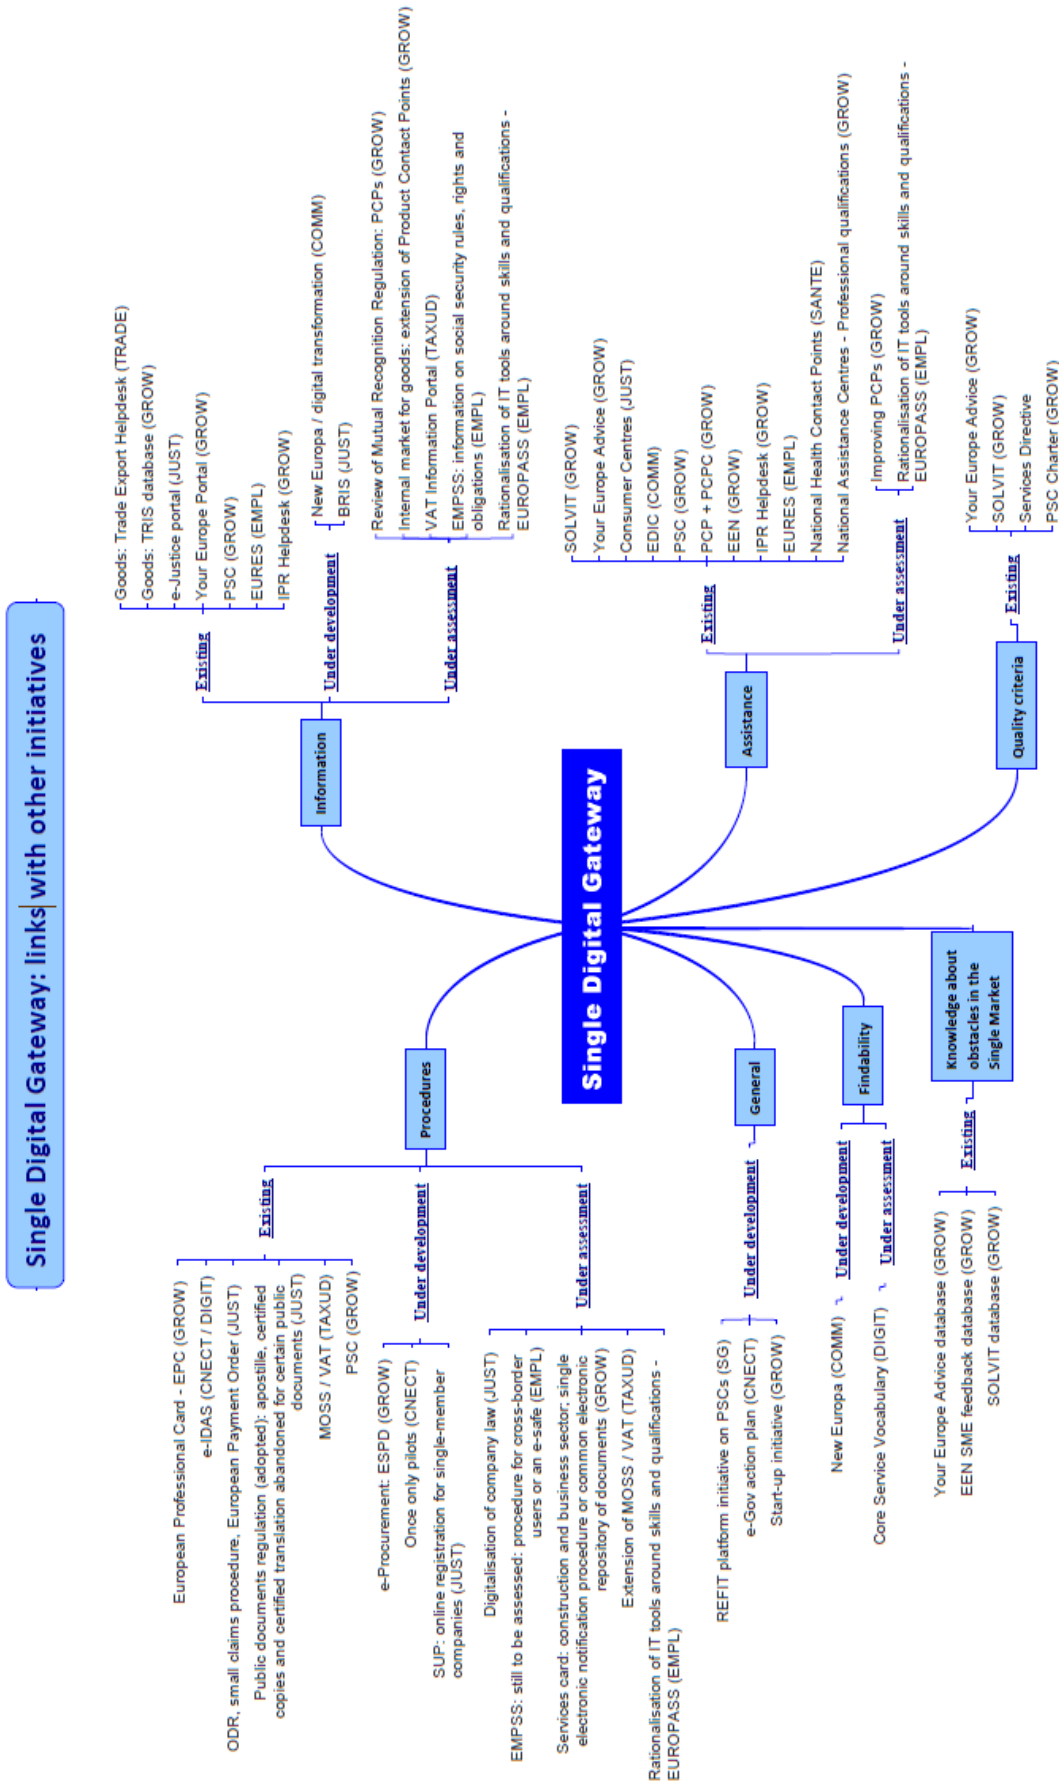 Single Digital Gateway: links with other initiatives
Single Digital Gateway
Information
Existing
Goods: Trade Export Helpdesk (TRADE)
Goods: TRIS database (GROW)
e-Justice portal (JUST)
Your Europe Portal (GROW)
PSC (GROW)
EURES (EMPL)
IPR Helpdesk (GROW)
Under development
New Europa / digital transformation (COMM)
BRIS (JUST)
Under assessment
Review of Mutual Recognition Regulation: PCPs (GROW)
Internal market for goods: extension of Product Contact Points (GROW)
VAT Information Portal (TAXUD)
EMPSS: information on social security rules, rights and
obligations (EMPL)
Rationalisation of IT tools around skills and qualifications -
EUROPASS (EMPL)
Assistance
Existing
SOLVIT (GROW)
Your Europe Advice (GROW)
Consumer Centres (JUST)
EDIC (COMM)
PSC (GROW)
PCP + PCPC (GROW)
EEN (GROW)
IPR Helpdesk (GROW)
EURES (EMPL)
National Health Contact Points (SANTE)
National Assistance Centres - Professional qualifications (GROW)
Under assessment
Improving PCPs (GROW)
Rationalisation of IT tools around skills and qualifications -
EUROPASS (EMPL)
Quality criteria
Existing
Your Europe Advice (GROW)
SOLVIT (GROW)
Services Directive
PSC Charter (GROW)
Procedures
Existing
European Professional Card - EPC (GROW)
e-IDAS (CNECT / DIGIT)
ODR, small claims procedure, European Payment Order (JUST)
Public documents regulation (adopted): apostille, certified
copies and certified translation abandoned for certain public
documents (JUST)
MOSS / VAT (TAXUD)
PSC (GROW)
Under development
e-Procurement: ESPD (GROW)
Once only pilots (CNECT)
SUP: online registration for single-member
companies (JUST)
Under assessment
Digitalisation of company law (JUST)
EMPSS: still to be assessed: procedure for cross-border
users or an e-safe (EMPL)
Services card: construction and business sector; single
electronic notification procedure or common electronic
repository of documents (GROW)
Extension of MOSS / VAT (TAXUD)
Rationalisation of IT tools around skills and qualifications -
EUROPASS (EMPL)
General
Under development
REFIT platform initiative on PSCs (SG)
e-Gov action plan (CNECT)
Start-up initiative (GROW)
Findability
Under development
New Europa (COMM)
Under assessment
Core Service Vocabulary (DIGIT)
Knowledge about
obstacles in the
Single Market
Existing
Your Europe Advice database (GROW)
EEN SME feedback database (GROW)
SOLVIT database (GROW)